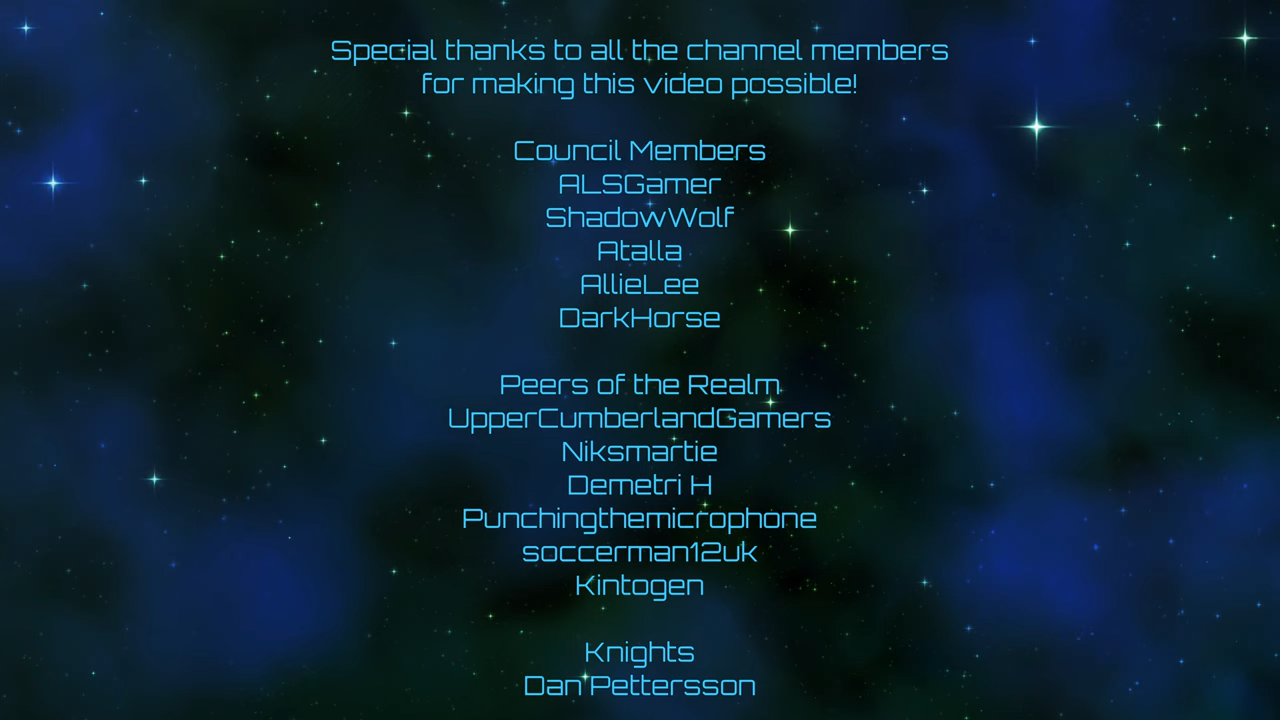 Special thanks to all the channel members
for making this video possible!
Council Members
ALSGamer
ShadowWolf
Atalla
AllieLee
DarkHorse
Peers of the Realm
UpperCumberlandGamers
Niksmartie
Demetri H
Punchingthemicrophone
soccerman12uk
Kintogen
Knights
Dan Pettersson